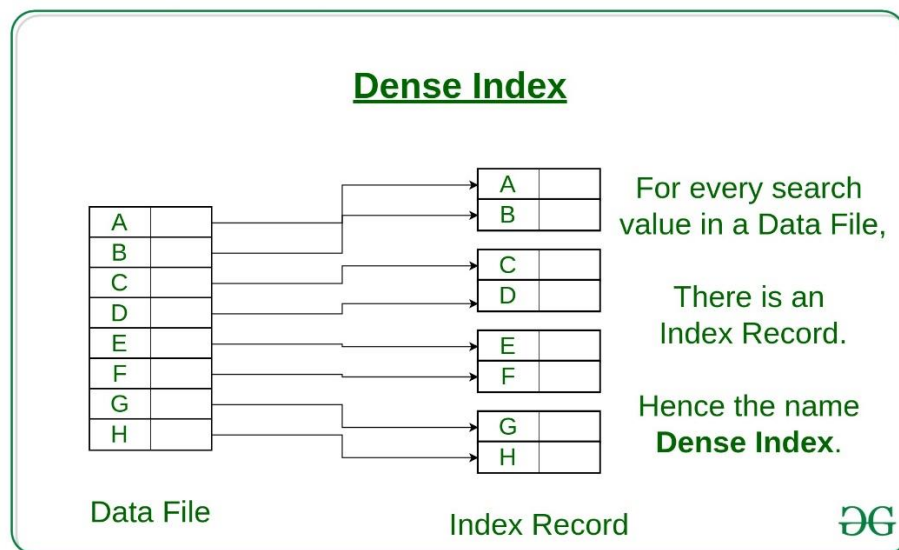 Dense Index
A
B
C
D
E
F
G
H
Data File
A
B
C
D
E
F
G
H
Index Record
For every search
value in a Data File,
There is an
Index Record.
Hence the name
Dense Index.